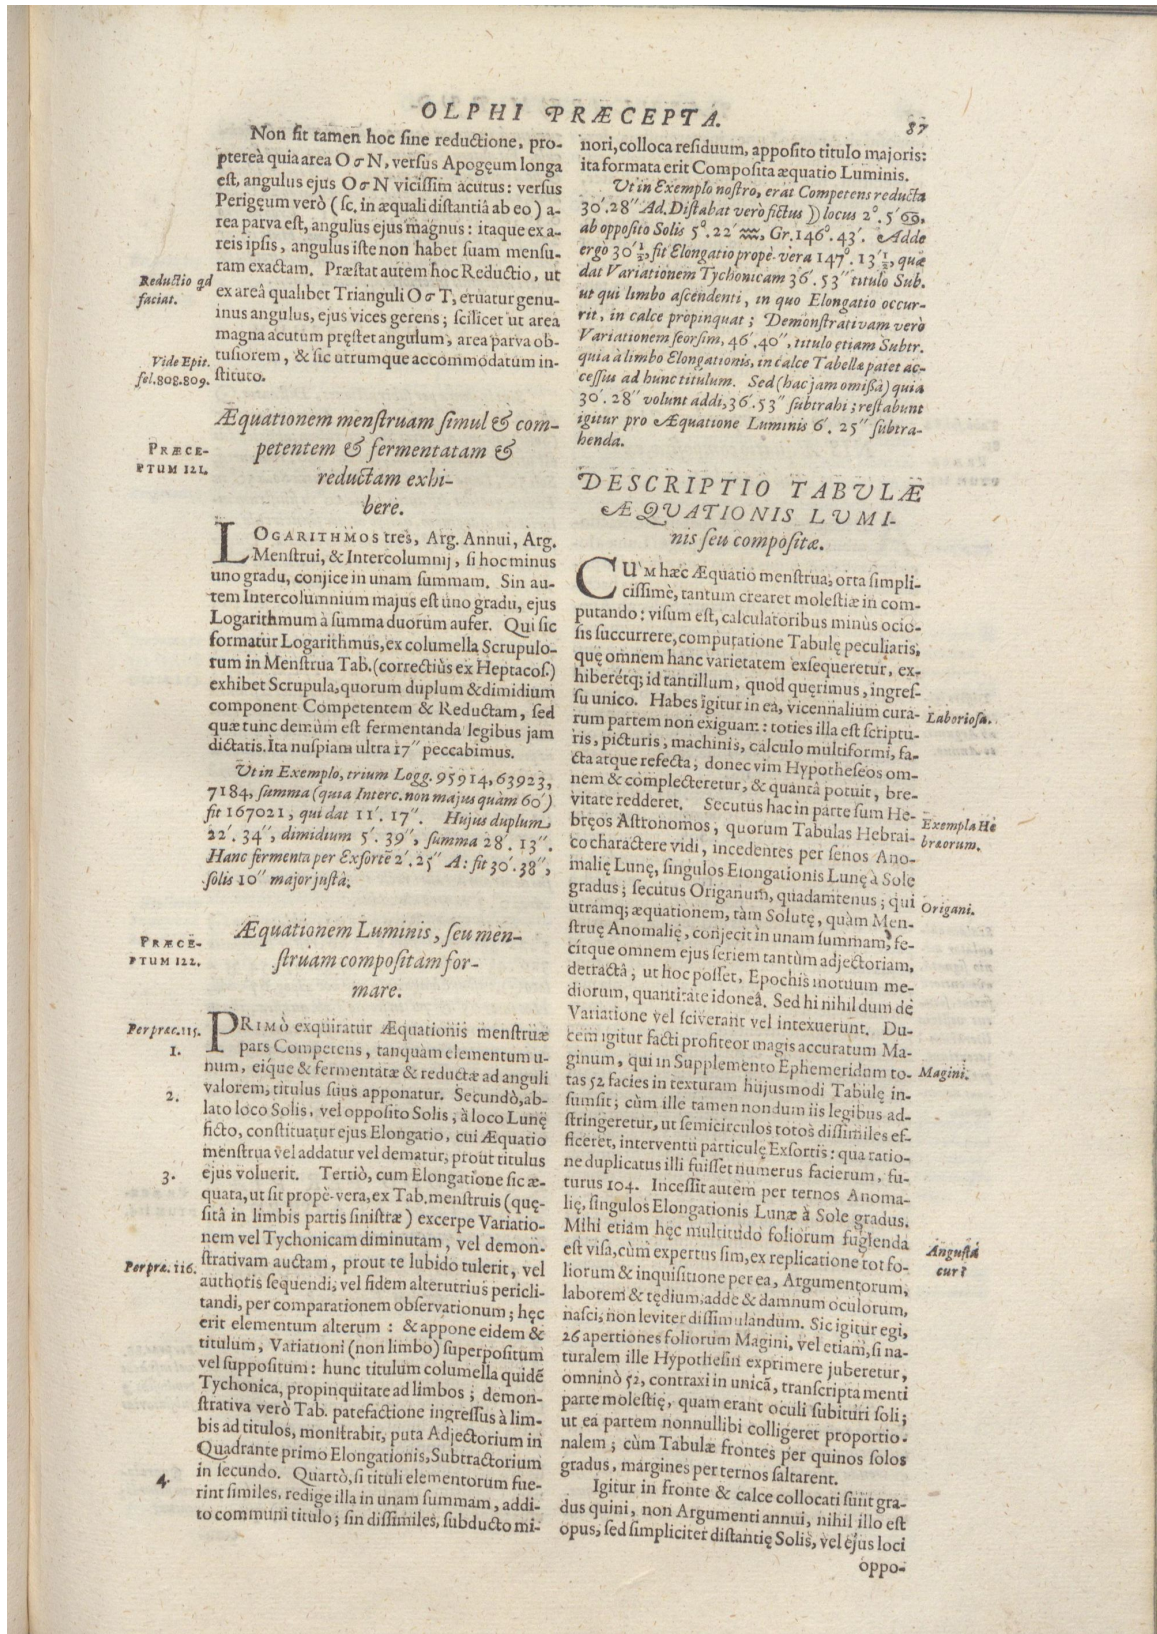 OLPHI PRÆCEPTA.
87
Non ſit tamen hoc ſine reductione, pro-
ptereà quia area OσN, versùs Apogęum longa
eſt, angulus ejus OσN viciſſim acutus: versus
Perigęum verò (ſc. in æquali diſtantiâ ab eo) a-
rea parva eſt, angulus ejus magnus: itaque ex a-
reis ipſis, angulus iſte non habet ſuam menſu-
ram exactam. Præſtat autem hoc Reductio, ut
ex areâ qualibet Trianguli OσT, eruatur genu-
inus angulus, ejus vices gerens; ſcilicet ut area
magna acutum pręſtet angulum, area parva ob-
tuſiorem, & ſic utrumque accommodatum in-
ſtituto.
Reductio qd
faciat.
Vide Epit.
fol. 808. 809.
Æquationem menſtruam ſimul & com-
petentem & fermentatam &
reductam exhi-
bere.
PRÆCE-
PTUM 121.
LOGARITHMOS tres, Arg. Annui, Arg.
Menſtrui, & Intercolumnij, ſi hoc minus
uno gradu, conjice in unam ſummam. Sin au-
tem Intercolumnium majus eſt uno gradu, ejus
Logarithmum à ſumma duorum aufer. Qui ſic
formatur Logarithmus, ex columella Scrupulo-
rum in Menſtrua Tab. (correctiùs ex Heptacoſ.)
exhibet Scrupula, quorum duplum & dimidium
component Competentem & Reductam, ſed
quæ tunc demùm eſt fermentanda legibus jam
dictatis. Ita nuſpiam ultra 17″ peccabimus.
Ut in Exemplo, trium Logg. 95914, 63923,
7184, ſumma (quia Interc. non majus quàm 60′)
fit 167021, qui dat 11′. 17″. Hujus duplum
22′. 34″, dimidium 5′. 39″, ſumma 28′. 13″.
Hanc fermenta per Exſorte 2′. 25″ A: fit 30′. 38″,
ſolis 10″ major juſtâ.
Æquationem Luminis, ſeu men-
ſtruam compoſitam for-
mare.
PRÆCE-
PTUM 122.
PRIMÒ exquiratur Æquationis menſtruæ
pars Competens, tanquàm elementum u-
num, eiq́ue & fermentatæ & reductæ ad anguli
valorem, titulus ſuus apponatur. Secundò, ab-
lato loco Solis, vel oppoſito Solis, à loco Lunę
ficto, conſtituatur ejus Elongatio, cui Æquatio
menſtrua vel addatur vel dematur, prout titulus
ejus voluerit. Tertiò, cum Elongatione ſic æ-
quata, ut ſit propè-vera, ex Tab. menſtruis (quę-
ſitâ in limbis partis ſiniſtræ) excerpe Variatio-
nem vel Tychonicam diminutam, vel demon-
ſtrativam auctam, prout te lubido tulerit, vel
authoris ſequendi, vel fidem alterutrius pericli-
tandi, per comparationem obſervationum; hęc
erit elementum alterum: & appone eidem &
titulum, Variationi (non limbo) ſuperpoſitum
vel ſuppoſitum: hunc titulum columella quidē
Tychonica, propinquitate ad limbos; demon-
ſtrativa verò Tab. patefactione ingreſſus à lim-
bis ad titulos, monſtrabit, puta Adjectorium in
Quadrante primo Elongationis, Subtractorium
in ſecundo. Quartò, ſi tituli elementorum fue-
rint ſimiles, redige illa in unam ſummam, addi-
to communi titulo; ſin diſſimiles, ſubducto mi-
Per præc. 115.
1.
2.
3.
Per præ. 116.
4.
nori, colloca reſiduum, appoſito titulo majoris:
ita formata erit Compoſita æquatio Luminis.
Ut in Exemplo noſtro, erat Competens reducta
30′. 28″ Ad. Diſtabat verò fictus ☽ locus 2°. 5′ ♋,
ab oppoſito Solis 5°. 22′ ♒, Gr. 146°. 43′. Adde
ergo 30′ ½, fit Elongatio propè-vera 147°. 13′ ½, quæ
dat Variationem Tychonicam 36′. 53″ titulo Sub.
ut qui limbo aſcendenti, in quo Elongatio occur-
rit, in calce propinquat; Demonſtrativam verò
Variationem ſeorſim, 46′. 40″, titulo etiam Subtr.
quia à limbo Elongationis, in calce Tabellæ patet ac-
ceſſus ad hunc titulum. Sed (hac jam omiſsâ) quia
30′. 28″ volunt addi, 36′. 53″ ſubtrahi; reſtabunt
igitur pro Æquatione Luminis 6′. 25″ ſubtra-
henda.
DESCRIPTIO TABULÆ
ÆQUATIONIS LUMI-
nis ſeu compoſitæ.
CUM hæc Æquatio menſtrua, orta ſimpli-
ciſſimè, tantum crearet moleſtiæ in com-
putando: viſum eſt, calculatoribus minùs ocio-
ſis ſuccurrere, computatione Tabulę peculiaris,
quę omnem hanc varietatem exſequeretur, ex-
hiberétq; id tantillum, quod quęrimus, ingreſ-
ſu unico. Habes igitur in ea, vicennalium cura-
rum partem non exiguam: toties illa eſt ſcriptu-
ris, picturis, machinis, calculo multiformi, fa-
cta atque refecta; donec vim Hypotheſeos om-
nem & complecteretur, & quantâ potuit, bre-
vitate redderet. Secutus hac in parte ſum He-
bręos Aſtronomos, quorum Tabulas Hebrai-
co charactere vidi, incedentes per ſenos Ano-
malię Lunę, ſingulos Elongationis Lunę à Sole
gradus; ſecutus Origanum, quadamtenus; qui
utramq; æquationem, tàm Solutę, quàm Men-
ſtruę Anomalię, conjecit in unam ſummam, fe-
citque omnem ejus ſeriem tantùm adjectoriam,
detractâ; ut hoc poſſet, Epochis motuum me-
diorum, quantitate idoneâ. Sed hi nihil dum de
Variatione vel ſciverant vel intexuerunt. Du-
cem igitur facti profiteor magis accuratum Ma-
ginum, qui in Supplemento Ephemeridum to-
tas 52 facies in texturam hujusmodi Tabulę in-
ſumſit; cùm ille tamen nondum iis legibus ad-
ſtringeretur, ut ſemicirculos totos diſſimiles ef-
ficeret, interventu particulę Exſortis: qua ratio-
ne duplicatus illi fuiſſet numerus facierum, fu-
turus 104. Inceſſit autem per ternos Anoma-
lię, ſingulos Elongationis Lunæ à Sole gradus.
Mihi etiam hęc multitudo foliorum fugienda
eſt viſa, cùm expertus ſim, ex replicatione tot fo-
liorum & inquiſitione per ea, Argumentorum,
laborem & tędium, adde & damnum oculorum,
naſci, non leviter diſſimulandum. Sic igitur egi,
26 apertiones foliorum Magini, vel etiam, ſi na-
turalem ille Hypotheſin exprimere juberetur,
omninò 52, contraxi in unicā, tranſcripta menti
parte moleſtię, quam erant oculi ſubituri ſoli;
ut ea partem nonnullibi colligeret proportio-
nalem; cùm Tabulæ frontes per quinos ſolos
gradus, margines per ternos ſaltarent.
Igitur in fronte & calce collocati ſunt gra-
dus quini, non Argumenti annui, nihil illo eſt
opus, ſed ſimpliciter diſtantię Solis, vel ejus loci
oppo-
Laborioſa.
Exempla He
bræorum.
Origani.
Magini.
Anguſta
cur?